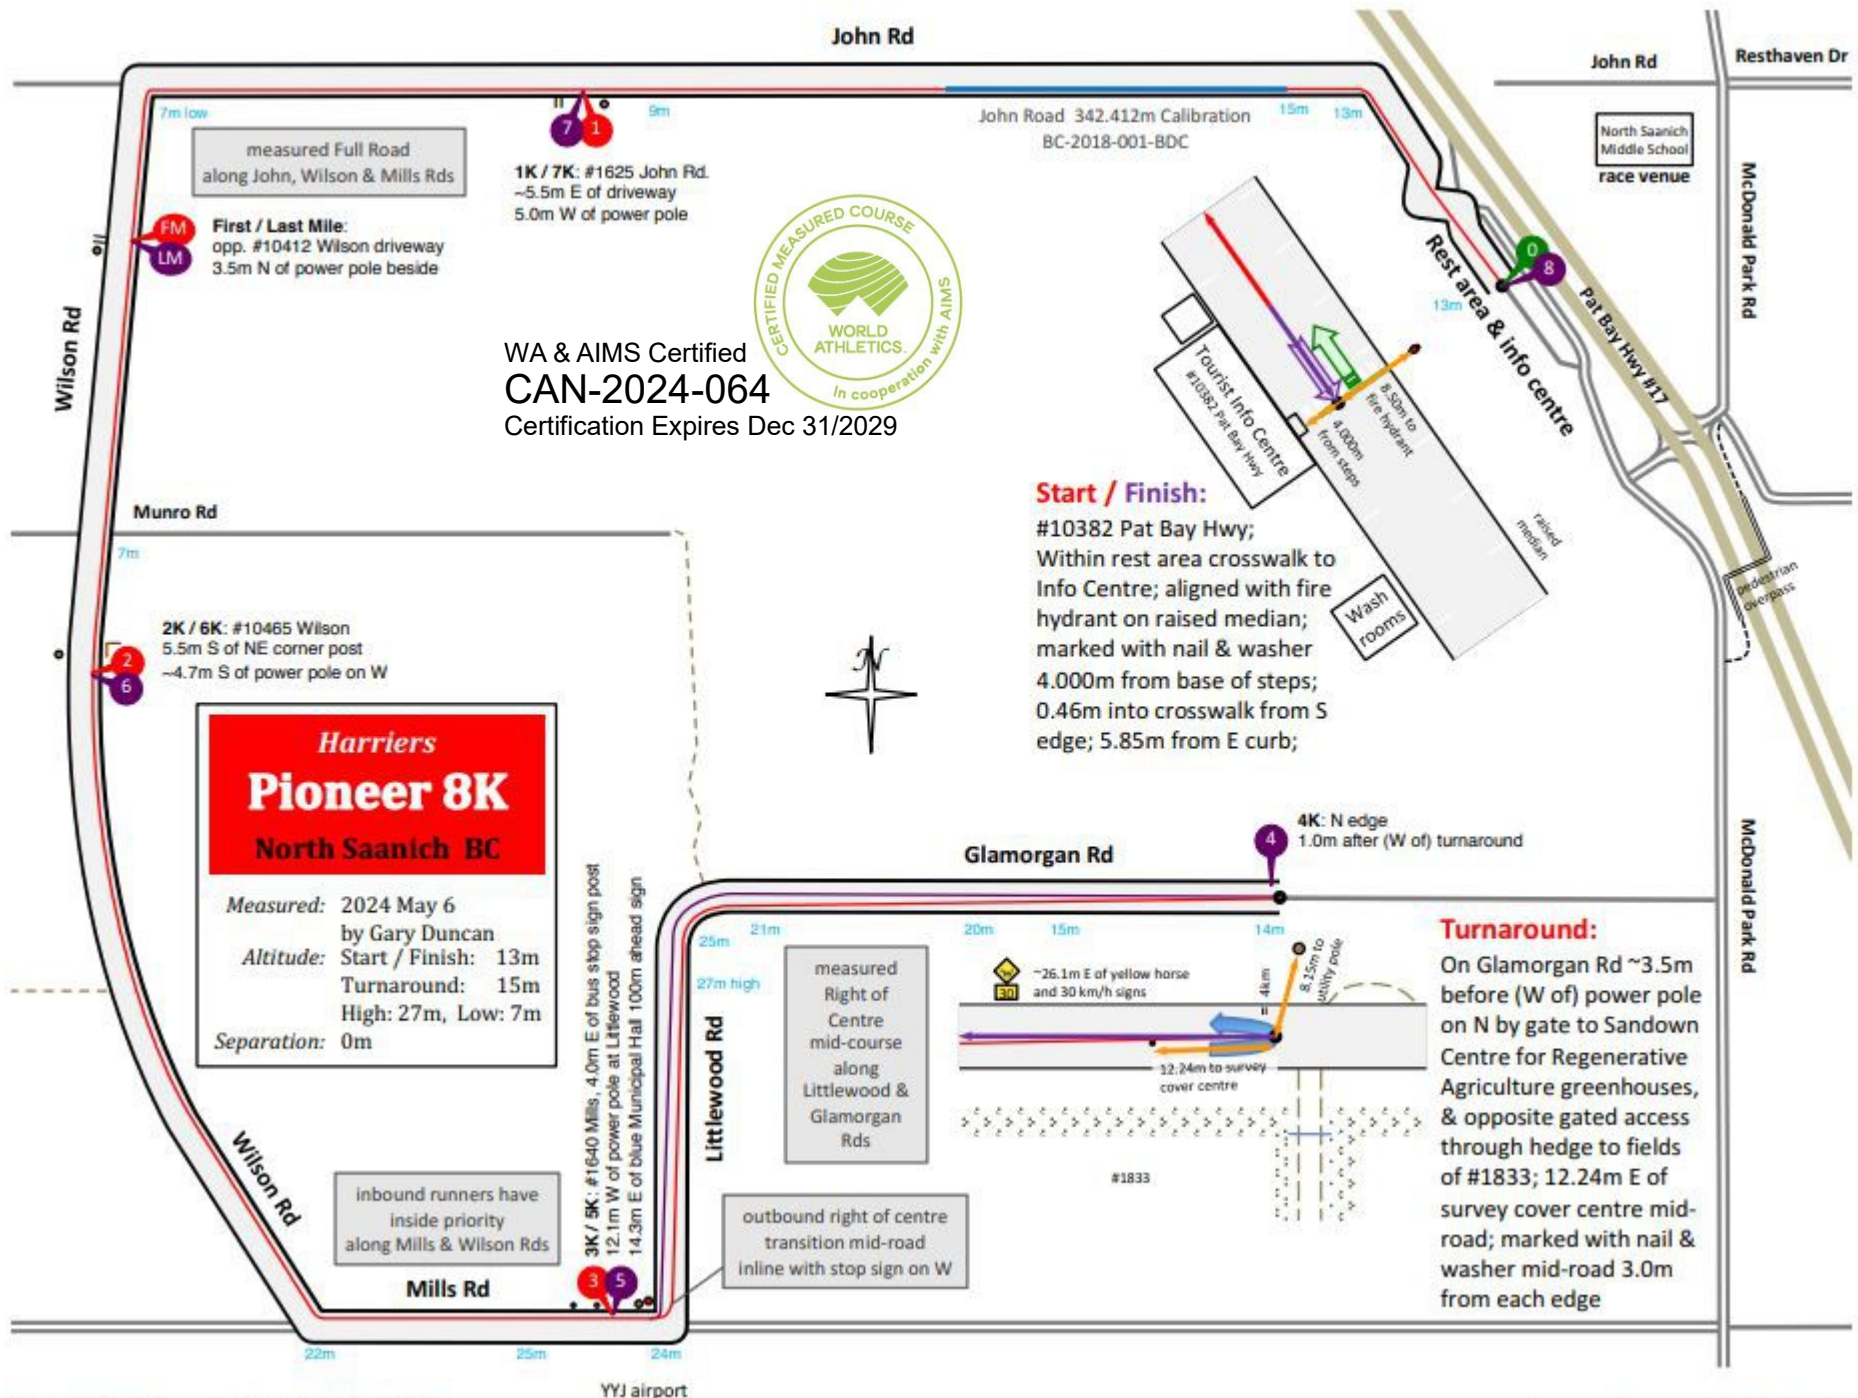 John Rd
John Rd
Resthaven Dr
7m low
9m
John Road 342.412m Calibration
BC-2018-001-BDC
15m
13m
North Saanich
Middle School
race venue
McDonald Park Rd
measured Full Road
along John, Wilson & Mills Rds
7
1
1K / 7K: #1625 John Rd.
~5.5m E of driveway
5.0m W of power pole
FM
LM
First / Last Mile:
opp. #10412 Wilson driveway
3.5m N of power pole beside
CERTIFIED MEASURED COURSE
WORLD
ATHLETICS.
In cooperation with AIMS
WA & AIMS Certified
CAN-2024-064
Certification Expires Dec 31/2029
Rest area & info centre
0
8
13m
Pat Bay Hwy #17
Wilson Rd
Tourist Info Centre
#10382 Pat Bay Hwy
8.50m to
fire hydrant
4.000m
from steps
raised
median
Wash
rooms
pedestrian
overpass
Munro Rd
7m
Start / Finish:
#10382 Pat Bay Hwy;
Within rest area crosswalk to
Info Centre; aligned with fire
hydrant on raised median;
marked with nail & washer
4.000m from base of steps;
0.46m into crosswalk from S
edge; 5.85m from E curb;
2
6
2K / 6K: #10465 Wilson
5.5m S of NE corner post
~4.7m S of power pole on W
N
Harriers
Pioneer 8K
North Saanich BC
Measured: 2024 May 6
by Gary Duncan
Altitude: Start / Finish: 13m
Turnaround: 15m
High: 27m, Low: 7m
Separation: 0m
4
4K: N edge
1.0m after (W of) turnaround
Glamorgan Rd
McDonald Park Rd
25m
21m
20m
15m
14m
27m high
measured
Right of
Centre
mid-course
along
Littlewood &
Glamorgan
Rds
30
~26.1m E of yellow horse
and 30 km/h signs
= 4km
8.15m to
utility pole
12.24m to survey
cover centre
#1833
Turnaround:
On Glamorgan Rd ~3.5m
before (W of) power pole
on N by gate to Sandown
Centre for Regenerative
Agriculture greenhouses,
& opposite gated access
through hedge to fields
of #1833; 12.24m E of
survey cover centre mid-
road; marked with nail &
washer mid-road 3.0m
from each edge
Littlewood Rd
3K / 5K: #1640 Mills, 4.0m E of bus stop sign post
12.1m W of power pole at Littlewood
14.3m E of blue Municipal Hall 100m ahead sign
Wilson Rd
inbound runners have
inside priority
along Mills & Wilson Rds
outbound right of centre
transition mid-road
inline with stop sign on W
Mills Rd
3
5
22m
25m
24m
YYJ airport